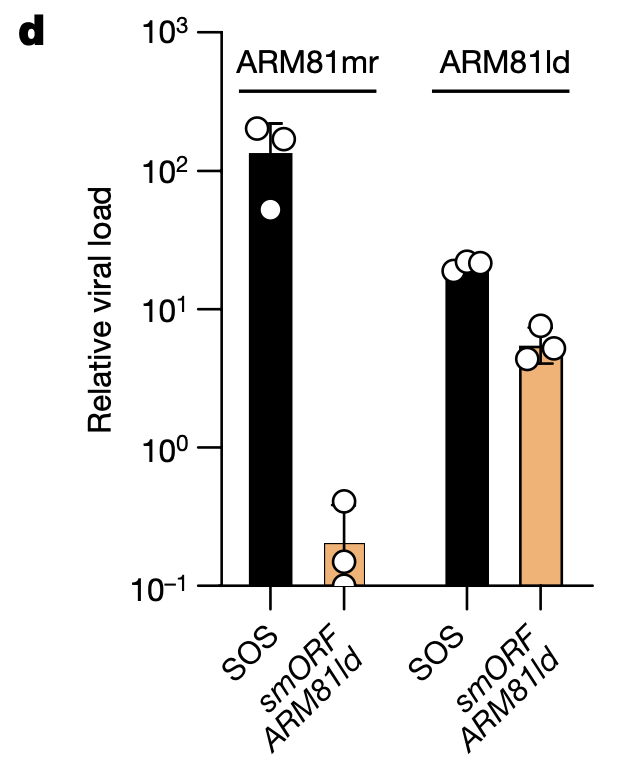 d
10³
ARM81mr
ARM81ld
10²
10¹
10⁰
10⁻¹
Relative viral load
SOS
smORF
ARM81ld
SOS
smORF
ARM81ld